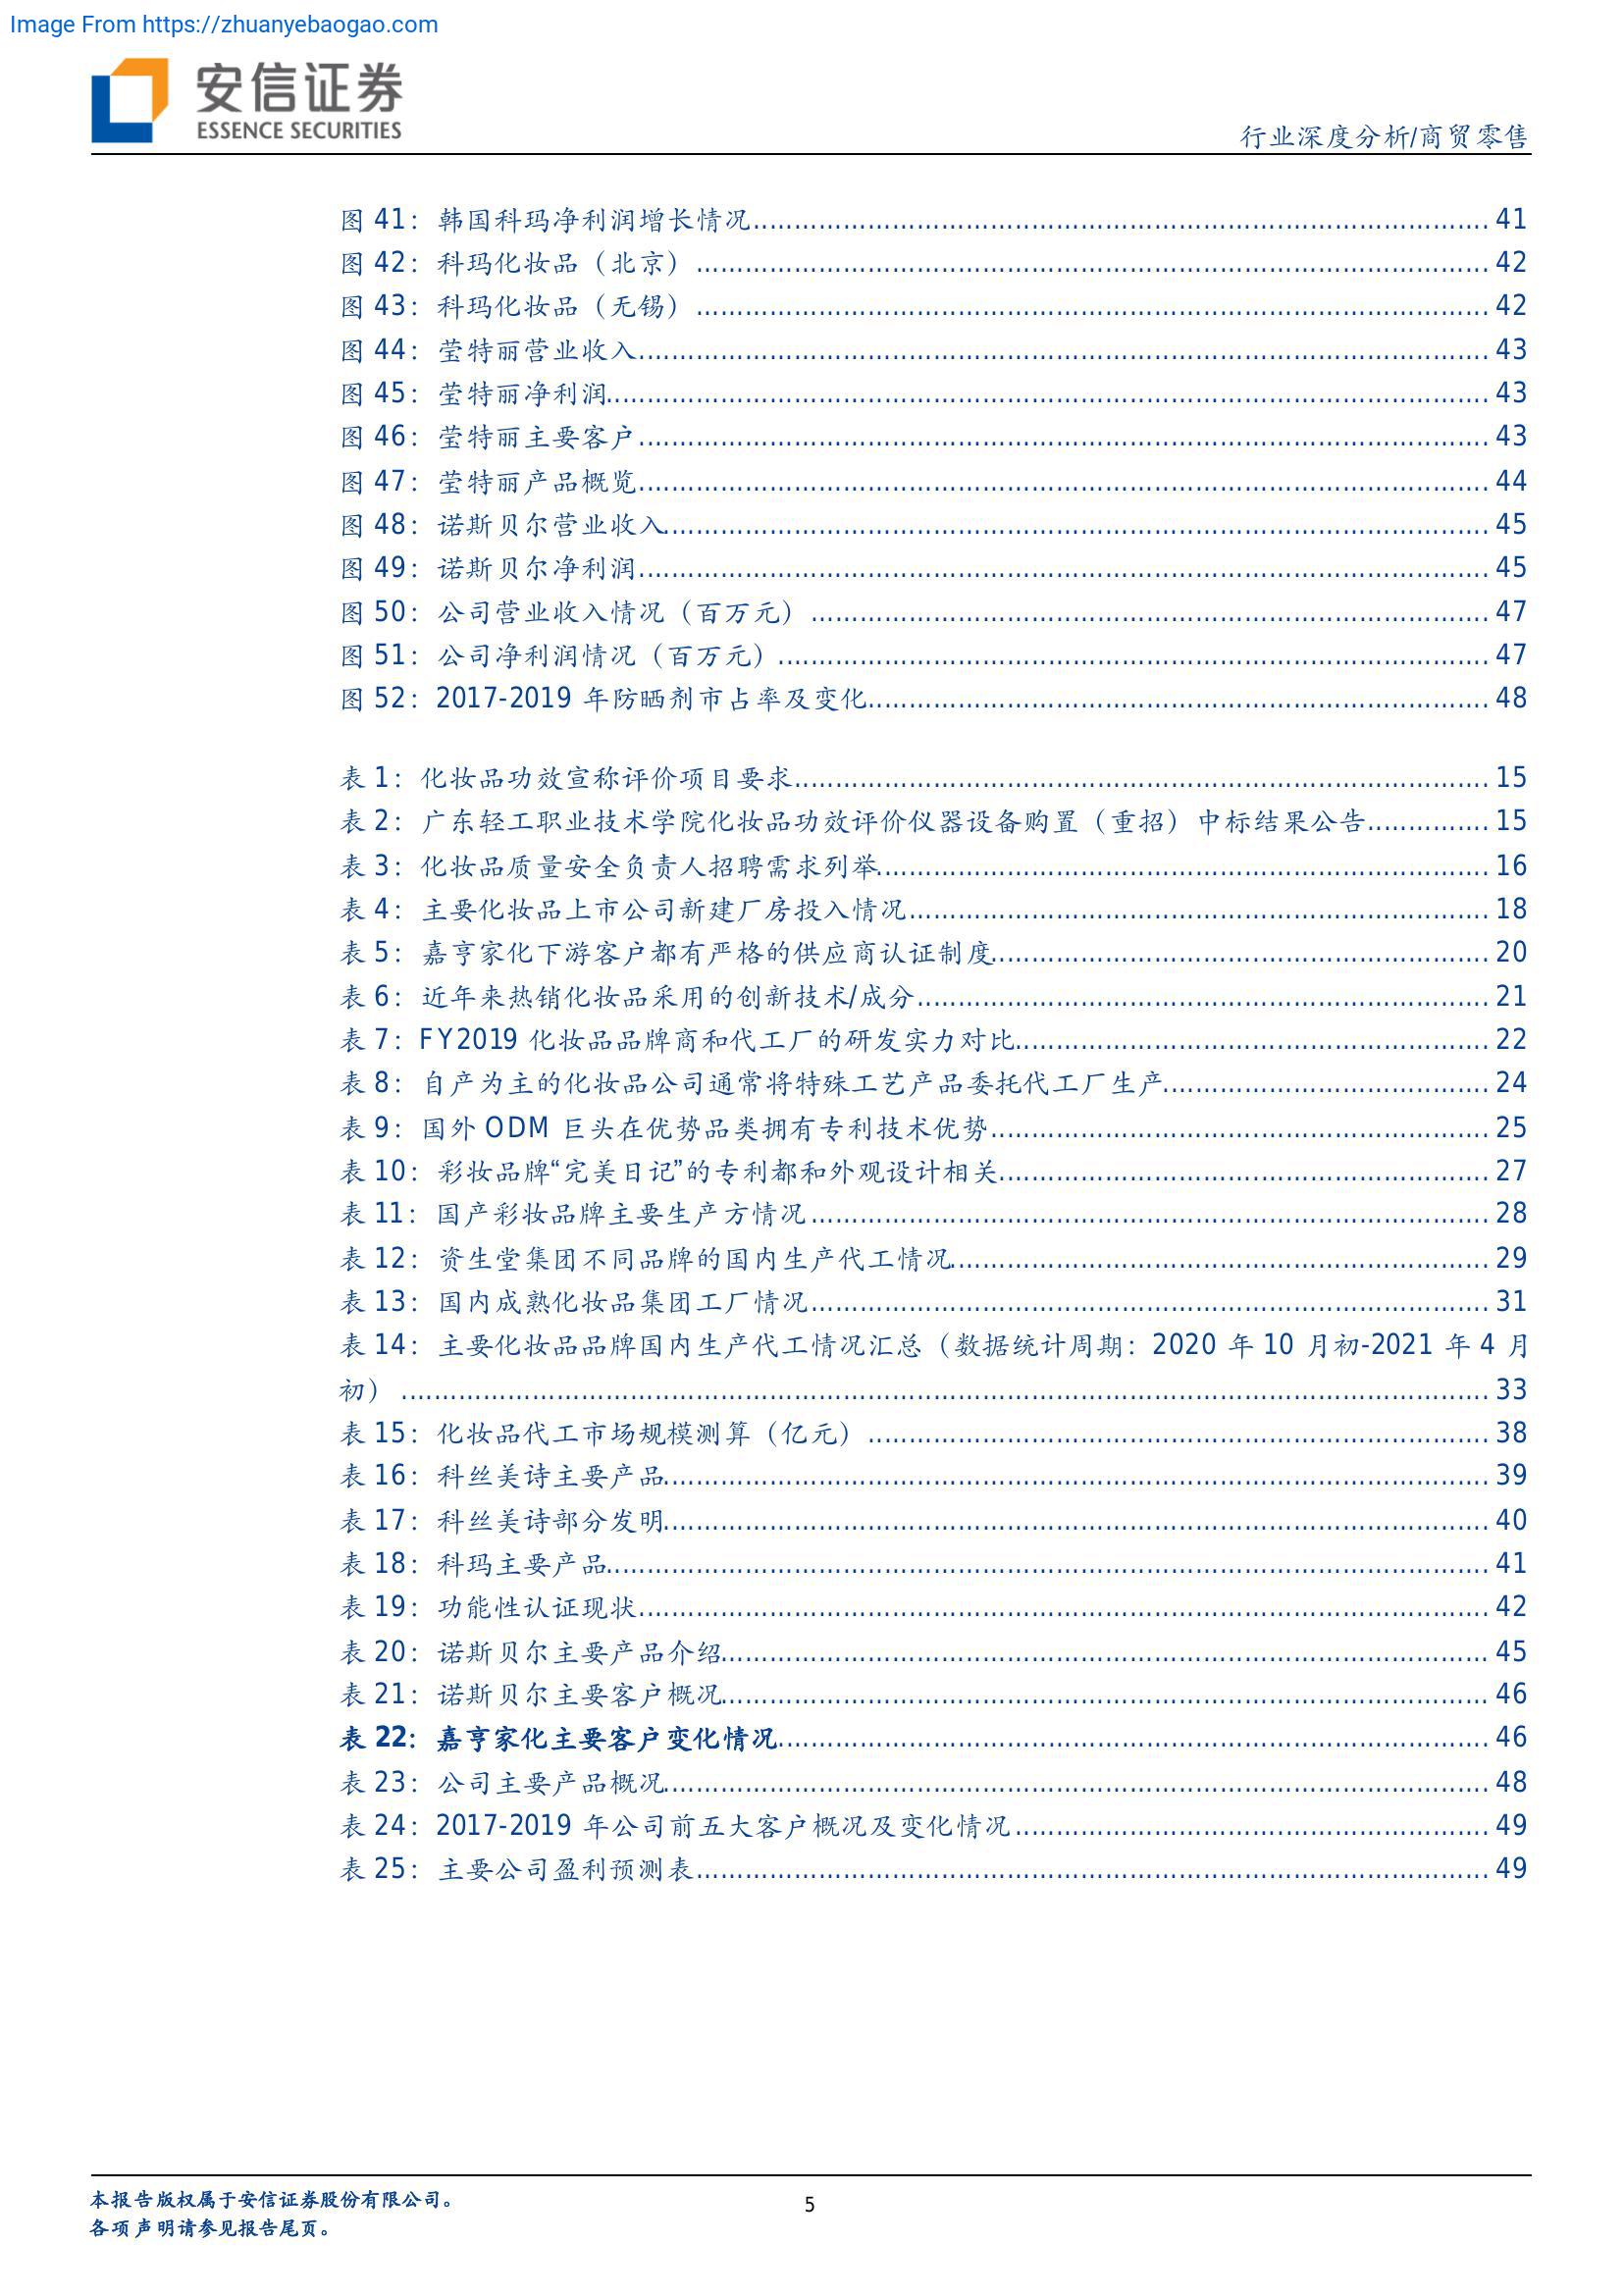 Image From https://zhuanyebaogao.com
安信证券
ESSENCE SECURITIES
行业深度分析/商贸零售
图 41：韩国科玛净利润增长情况 41
图 42：科玛化妆品（北京） 42
图 43：科玛化妆品（无锡） 42
图 44：莹特丽营业收入 43
图 45：莹特丽净利润 43
图 46：莹特丽主要客户 43
图 47：莹特丽产品概览 44
图 48：诺斯贝尔营业收入 45
图 49：诺斯贝尔净利润 45
图 50：公司营业收入情况（百万元） 47
图 51：公司净利润情况（百万元） 47
图 52：2017-2019 年防晒剂市占率及变化 48
表 1：化妆品功效宣称评价项目要求 15
表 2：广东轻工职业技术学院化妆品功效评价仪器设备购置（重招）中标结果公告 15
表 3：化妆品质量安全负责人招聘需求列举 16
表 4：主要化妆品上市公司新建厂房投入情况 18
表 5：嘉亨家化下游客户都有严格的供应商认证制度 20
表 6：近年来热销化妆品采用的创新技术/成分 21
表 7：FY2019 化妆品品牌商和代工厂的研发实力对比 22
表 8：自产为主的化妆品公司通常将特殊工艺产品委托代工厂生产 24
表 9：国外 ODM 巨头在优势品类拥有专利技术优势 25
表 10：彩妆品牌“完美日记”的专利都和外观设计相关 27
表 11：国产彩妆品牌主要生产方情况 28
表 12：资生堂集团不同品牌的国内生产代工情况 29
表 13：国内成熟化妆品集团工厂情况 31
表 14：主要化妆品品牌国内生产代工情况汇总（数据统计周期：2020 年 10 月初-2021 年 4 月
初） 33
表 15：化妆品代工市场规模测算（亿元） 38
表 16：科丝美诗主要产品 39
表 17：科丝美诗部分发明 40
表 18：科玛主要产品 41
表 19：功能性认证现状 42
表 20：诺斯贝尔主要产品介绍 45
表 21：诺斯贝尔主要客户概况 46
表 22：嘉亨家化主要客户变化情况 46
表 23：公司主要产品概况 48
表 24：2017-2019 年公司前五大客户概况及变化情况 49
表 25：主要公司盈利预测表 49
本报告版权属于安信证券股份有限公司。
各项声明请参见报告尾页。
5